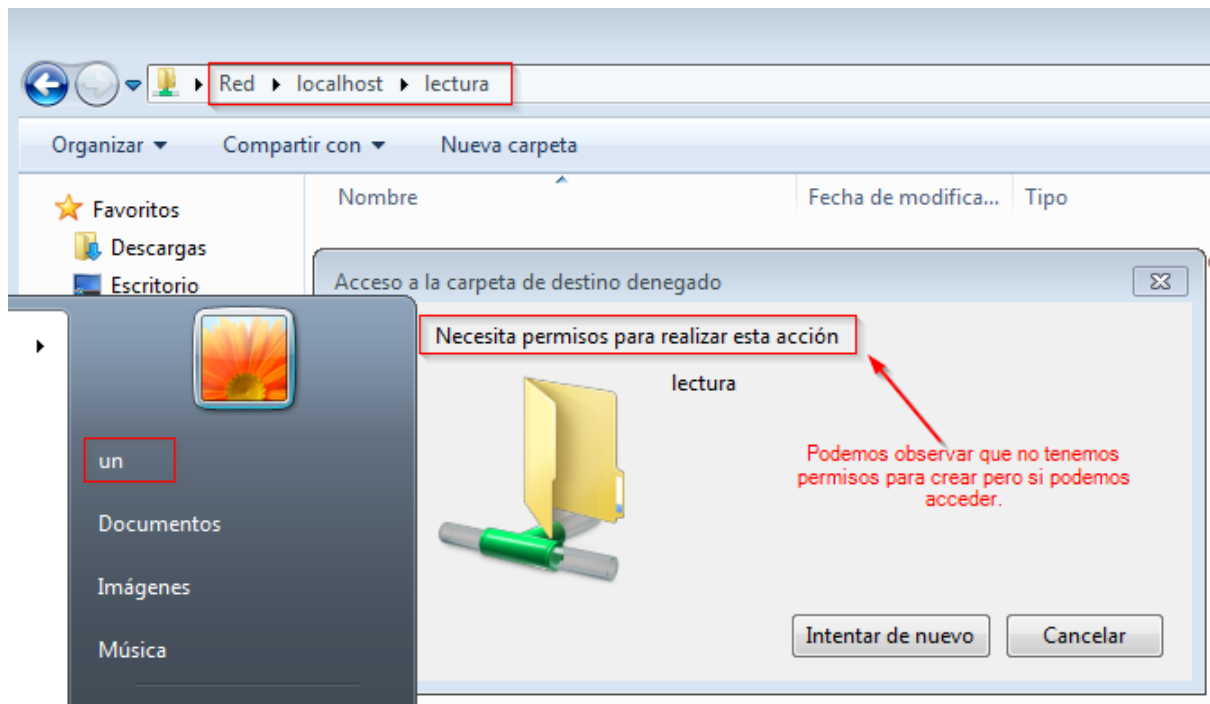 Red ▸ localhost ▸ lectura
Organizar ▾ Compartir con ▾ Nueva carpeta
Favoritos
Descargas
Escritorio
Nombre Fecha de modifica... Tipo
Acceso a la carpeta de destino denegado
Necesita permisos para realizar esta acción
lectura
Podemos observar que no tenemos
permisos para crear pero si podemos
acceder.
Intentar de nuevo Cancelar
un
Documentos
Imágenes
Música